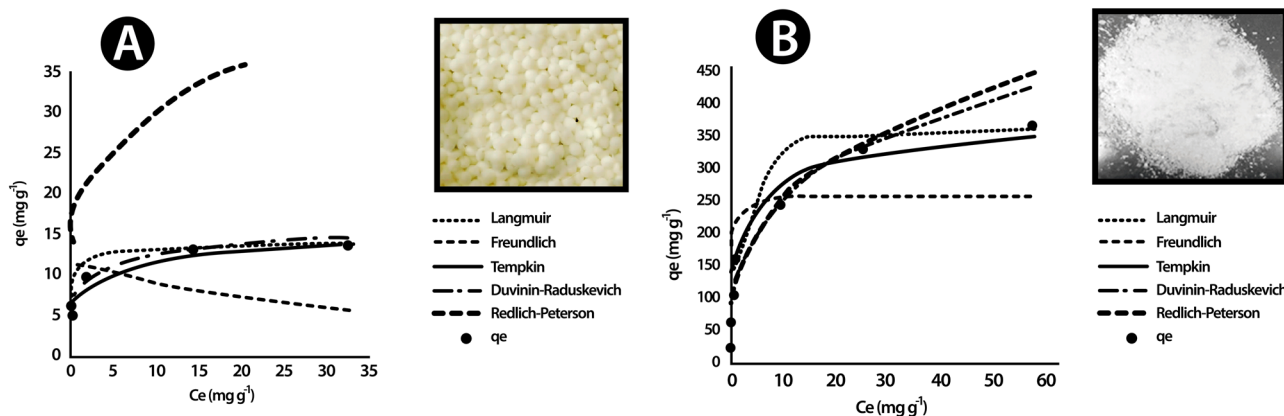 A
35
30
25
20
15
10
5
0
qe (mg g⁻¹)
0 5 10 15 20 25 30 35
Ce (mg g⁻¹)
Langmuir
Freundlich
Tempkin
Duvinin-Raduskevich
Redlich-Peterson
qe
B
450
400
350
300
250
200
150
100
50
0
qe (mg g⁻¹)
0 10 20 30 40 50 60
Ce (mg g⁻¹)
Langmuir
Freundlich
Tempkin
Duvinin-Raduskevich
Redlich-Peterson
qe